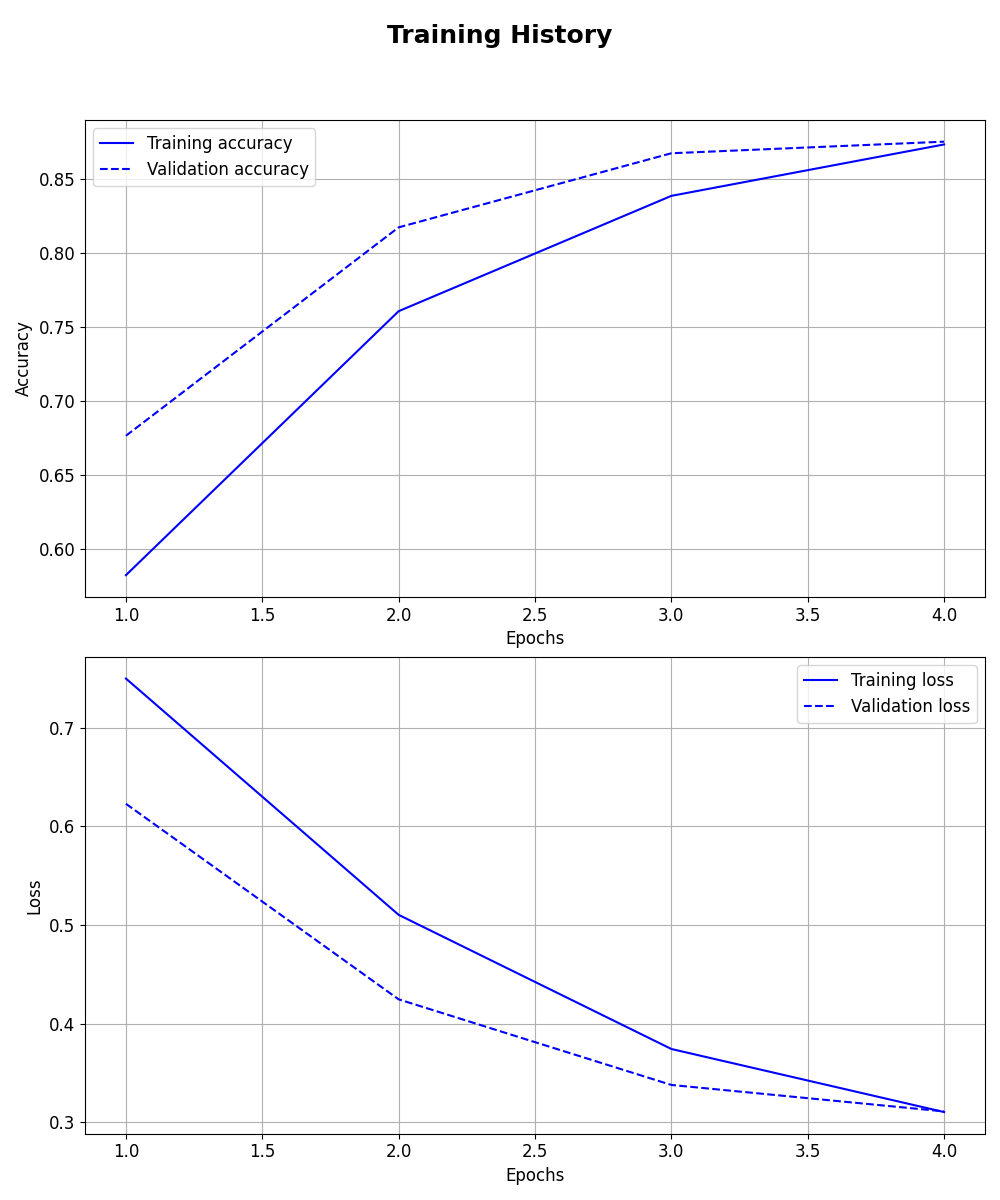 Training History
Training accuracy
Validation accuracy
0.85
0.80
0.75
0.70
0.65
0.60
Accuracy
1.0 1.5 2.0 2.5 3.0 3.5 4.0
Epochs
Training loss
Validation loss
0.7
0.6
0.5
0.4
0.3
Loss
1.0 1.5 2.0 2.5 3.0 3.5 4.0
Epochs